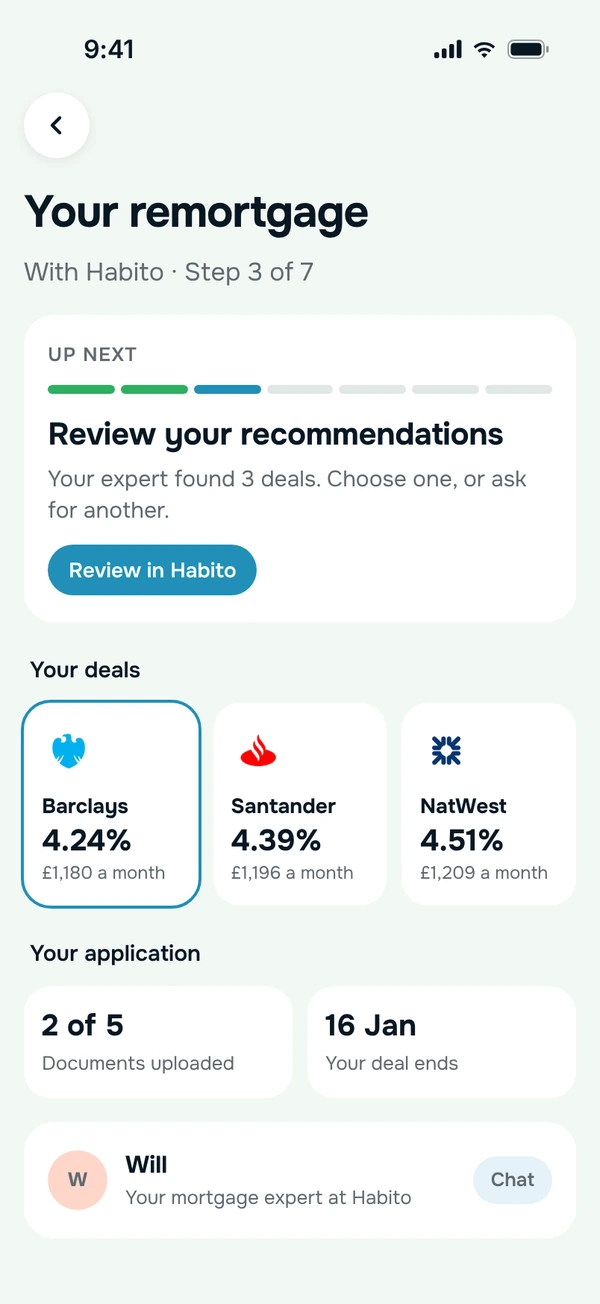 9:41
Your remortgage
With Habito · Step 3 of 7
UP NEXT
Review your recommendations
Your expert found 3 deals. Choose one, or ask
for another.
Review in Habito
Your deals
Barclays
4.24%
£1,180 a month
Santander
4.39%
£1,196 a month
NatWest
4.51%
£1,209 a month
Your application
2 of 5
Documents uploaded
16 Jan
Your deal ends
W
Will
Your mortgage expert at Habito
Chat